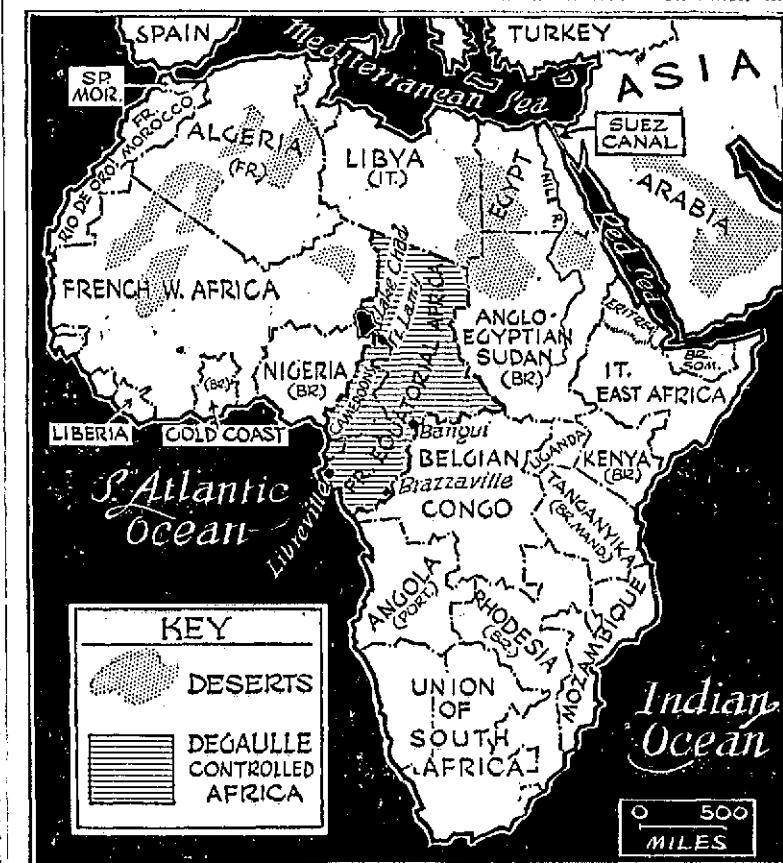 SPAIN
TURKEY
Mediterranean Sea
ASIA
SP.
MOR.
FR.
MOROCCO
SUEZ
CANAL
ALGERIA
(FR.)
LIBYA
(IT.)
EGYPT
NILE R.
ARABIA
RIO DE ORO
Red Sea
FRENCH W. AFRICA
Lake Chad
Ft. Lamy
ANGLO-
EGYPTIAN
SUDAN
(BR.)
ERITREA
BR.
SOM.
NIGERIA
(BR.)
(BR.)
CAMEROONS
FR. EQUATORIAL AFRICA
IT.
EAST AFRICA
LIBERIA
GOLD COAST
Bangui
BELGIAN
CONGO
UGANDA
KENYA
(BR.)
S. Atlantic
Ocean
Brazzaville
Libreville
TANGANYIKA
(BR. MAND.)
ANGOLA
(PORT.)
RHODESIA
(BR.)
MOZAMBIQUE
KEY
DESERTS
DEGAULLE
CONTROLLED
AFRICA
UNION
OF
SOUTH
AFRICA
Indian
Ocean
0 500
MILES